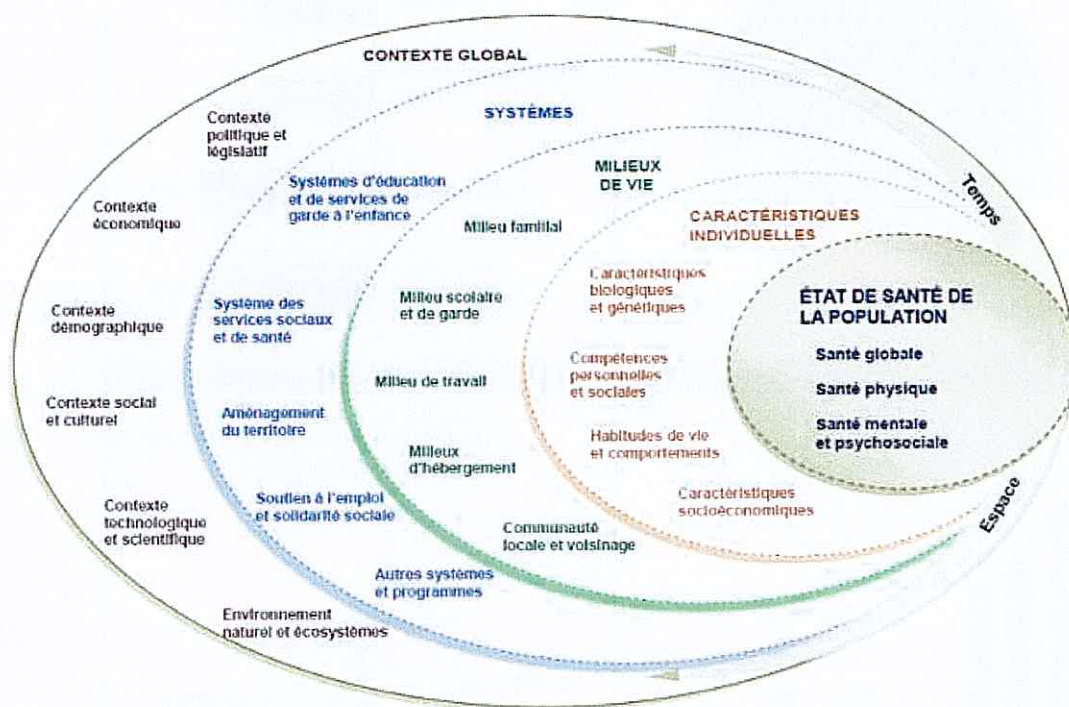 CONTEXTE GLOBAL
Contexte
politique et
législatif
Contexte
économique
Contexte
démographique
Contexte social
et culturel
Contexte
technologique
et scientifique
Environnement
naturel et écosystèmes
SYSTÈMES
Systèmes d'éducation
et de services de
garde à l'enfance
Système des
services sociaux
et de santé
Aménagement
du territoire
Soutien à l'emploi
et solidarité sociale
Autres systèmes
et programmes
MILIEUX
DE VIE
Milieu familial
Milieu scolaire
et de garde
Milieu de travail
Milieux
d'hébergement
Communauté
locale et voisinage
CARACTÉRISTIQUES
INDIVIDUELLES
Caractéristiques
biologiques
et génétiques
Compétences
personnelles
et sociales
Habitudes de vie
et comportements
Caractéristiques
socioéconomiques
ÉTAT DE SANTÉ DE
LA POPULATION
Santé globale
Santé physique
Santé mentale
et psychosociale
Temps
Espace